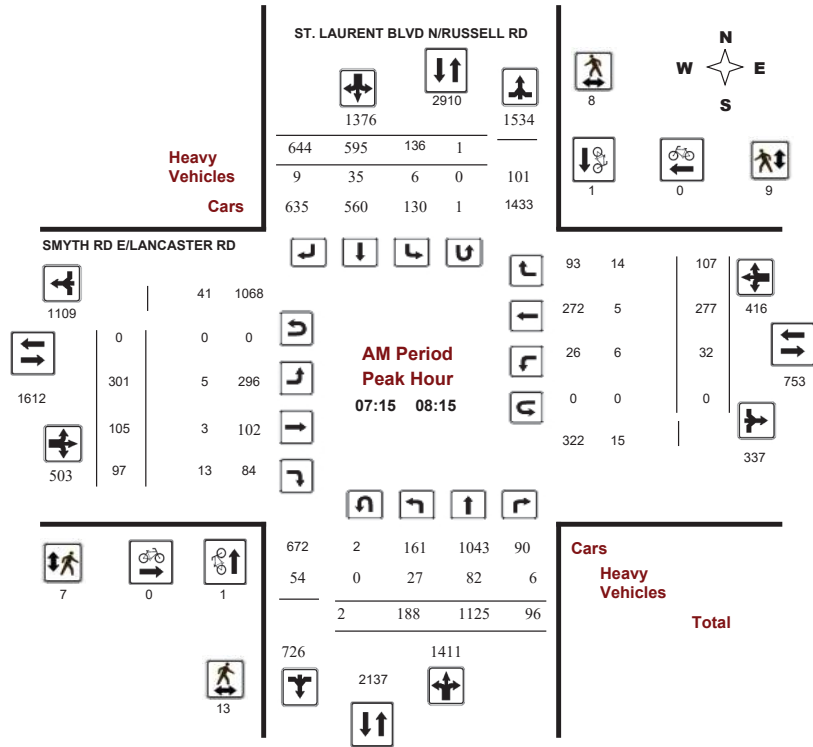 ST. LAURENT BLVD N/RUSSELL RD
N
W E
S
2910
8
1376 1534
644 595 136 1
Heavy
Vehicles 9 35 6 0 101
1 0 9
Cars 635 560 130 1 1433
SMYTH RD E/LANCASTER RD
93 14 107
41 1068
1109
272 5 277 416
0 0 0
AM Period
26 6 32
Peak Hour
301 5 296
753
1612
07:15 08:15
0 0 0
105 3 102
322 15
337
503 97 13 84
672 2 161 1043 90 Cars
54 0 27 82 6 Heavy
Vehicles
7 0 1
2 188 1125 96 Total
726 1411
2137
13